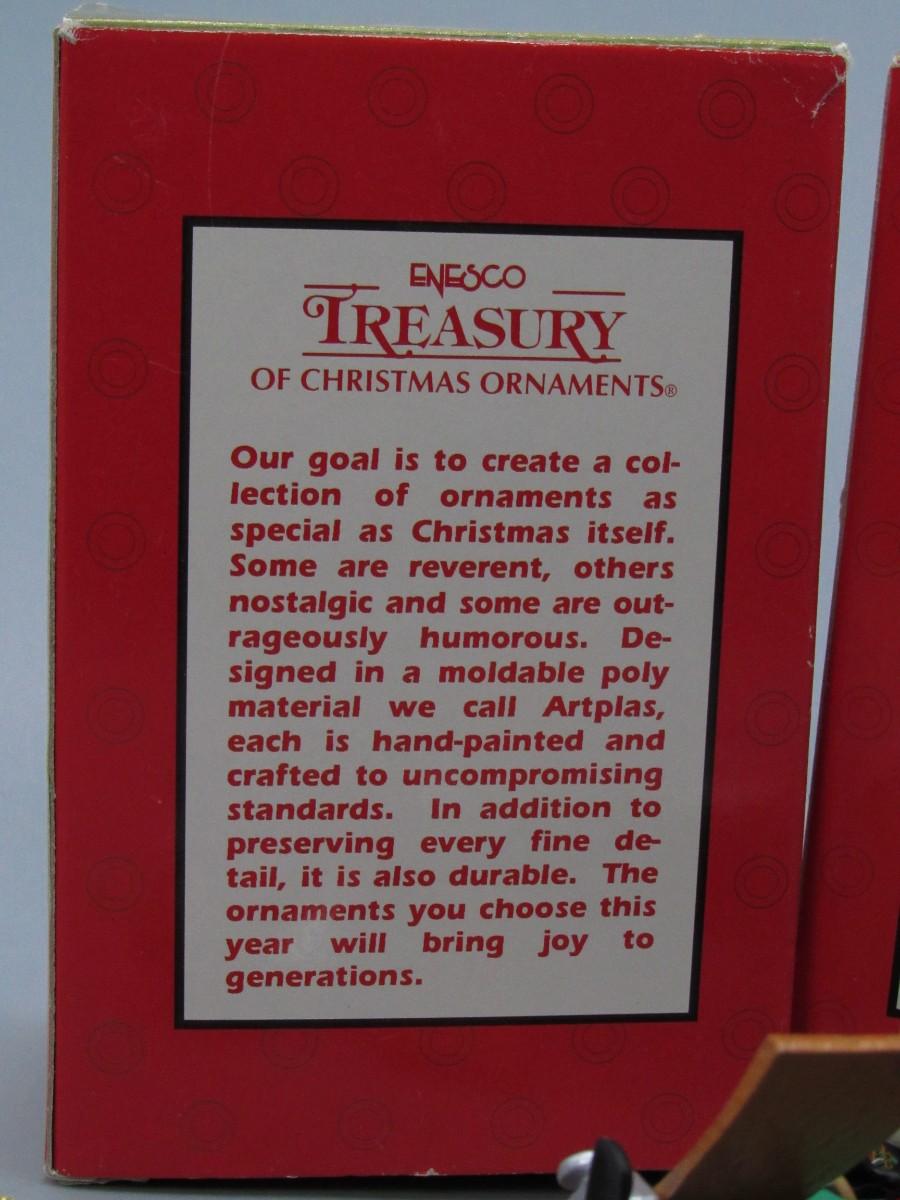 ENESCO
TREASURY
OF CHRISTMAS ORNAMENTS®
Our goal is to create a col-
lection of ornaments as
special as Christmas itself.
Some are reverent, others
nostalgic and some are out-
rageously humorous. De-
signed in a moldable poly
material we call Artplas,
each is hand-painted and
crafted to uncompromising
standards. In addition to
preserving every fine de-
tail, it is also durable. The
ornaments you choose this
year will bring joy to
generations.